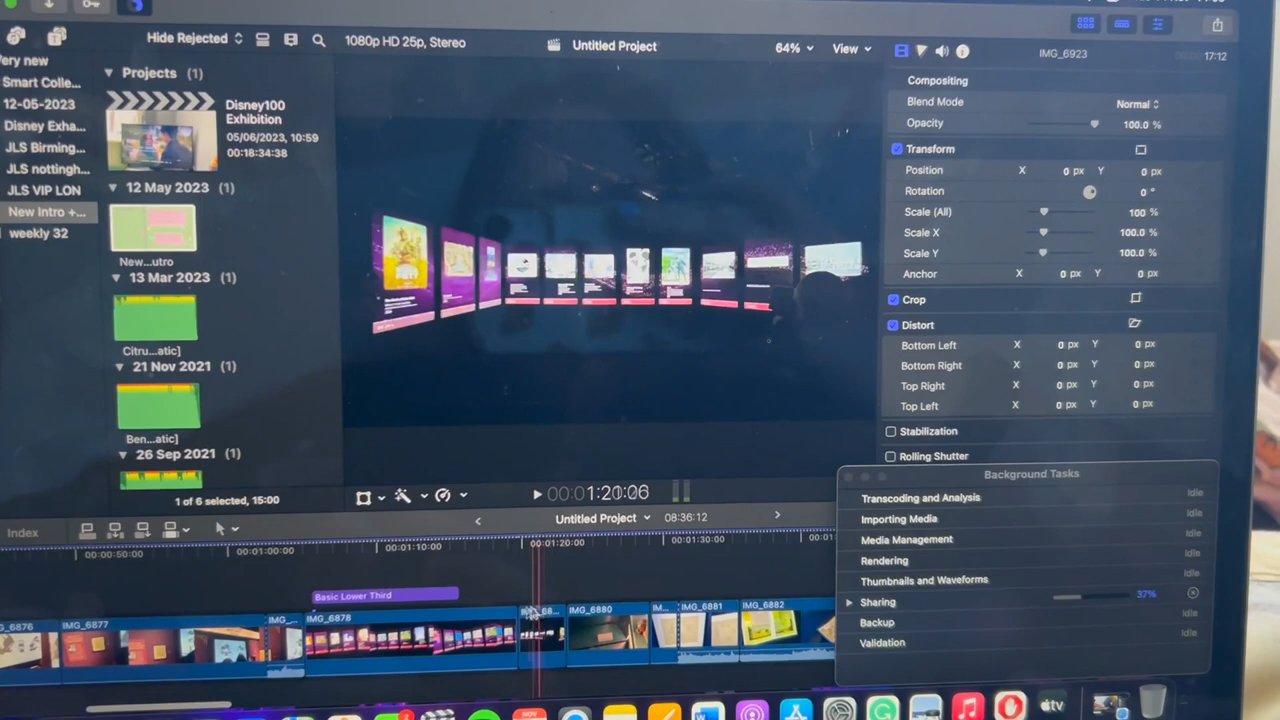 Hide Rejected
1080p HD 25p, Stereo
Untitled Project
64%
View
IMG_6923
17:12
ery new
Smart Colle...
12-05-2023
Disney Exha...
JLS Birming...
JLS nottingh...
JLS VIP LON
New Intro +...
weekly 32
Projects (1)
Disney100
Exhibition
05/06/2023, 10:59
00:18:34:38
12 May 2023 (1)
New...utro
13 Mar 2023 (1)
Citru...atic]
21 Nov 2021 (1)
Ben...atic]
26 Sep 2021 (1)
1 of 6 selected, 15:00
Compositing
Blend Mode Normal
Opacity 100.0 %
Transform
Position X 0 px Y 0 px
Rotation 0 °
Scale (All) 100 %
Scale X 100.0 %
Scale Y 100.0 %
Anchor X 0 px Y 0 px
Crop
Distort
Bottom Left X 0 px Y 0 px
Bottom Right X 0 px Y 0 px
Top Right X 0 px Y 0 px
Top Left X 0 px Y 0 px
Stabilization
Rolling Shutter
00:01:20:06
Index
Untitled Project
08:36:12
00:00:50:00
00:01:00:00
00:01:10:00
00:01:20:00
00:01:30:00
00:01
Basic Lower Third
G_6876
IMG_6877
IMG_...
IMG_6878
IMG_6880
IM...
IMG_6881
IMG_6882
Background Tasks
Transcoding and Analysis Idle
Importing Media Idle
Media Management Idle
Rendering Idle
Thumbnails and Waveforms Idle
Sharing 37%
Backup Idle
Validation Idle
NOV
tv